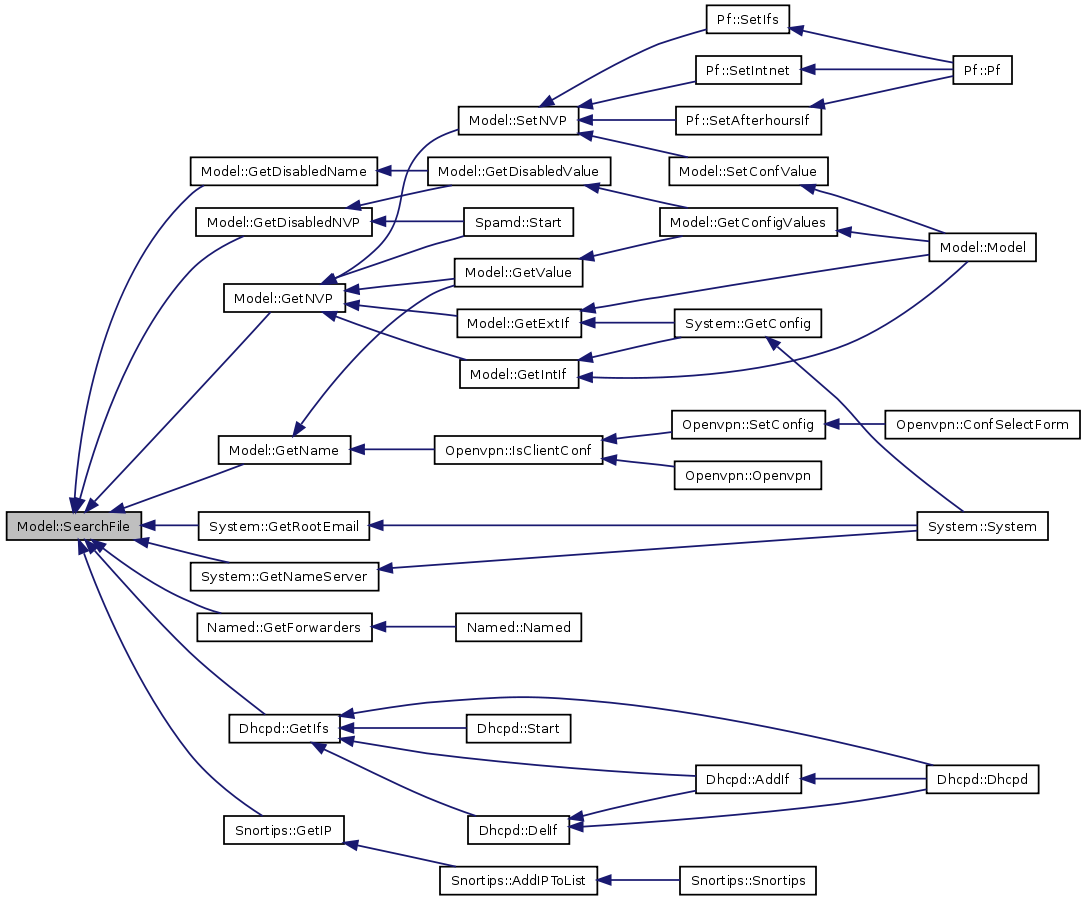 Pf::SetIfs
Pf::SetIntnet
Pf::Pf
Model::SetNVP
Pf::SetAfterhoursIf
Model::GetDisabledName
Model::GetDisabledValue
Model::SetConfValue
Model::GetDisabledNVP
Spamd::Start
Model::GetConfigValues
Model::Model
Model::GetValue
Model::GetNVP
Model::GetExtIf
System::GetConfig
Model::GetIntIf
Openvpn::SetConfig
Openvpn::ConfSelectForm
Model::GetName
Openvpn::IsClientConf
Openvpn::Openvpn
Model::SearchFile
System::GetRootEmail
System::System
System::GetNameServer
Named::GetForwarders
Named::Named
Dhcpd::GetIfs
Dhcpd::Start
Dhcpd::AddIf
Dhcpd::Dhcpd
Snortips::GetIP
Dhcpd::DelIf
Snortips::AddIPToList
Snortips::Snortips